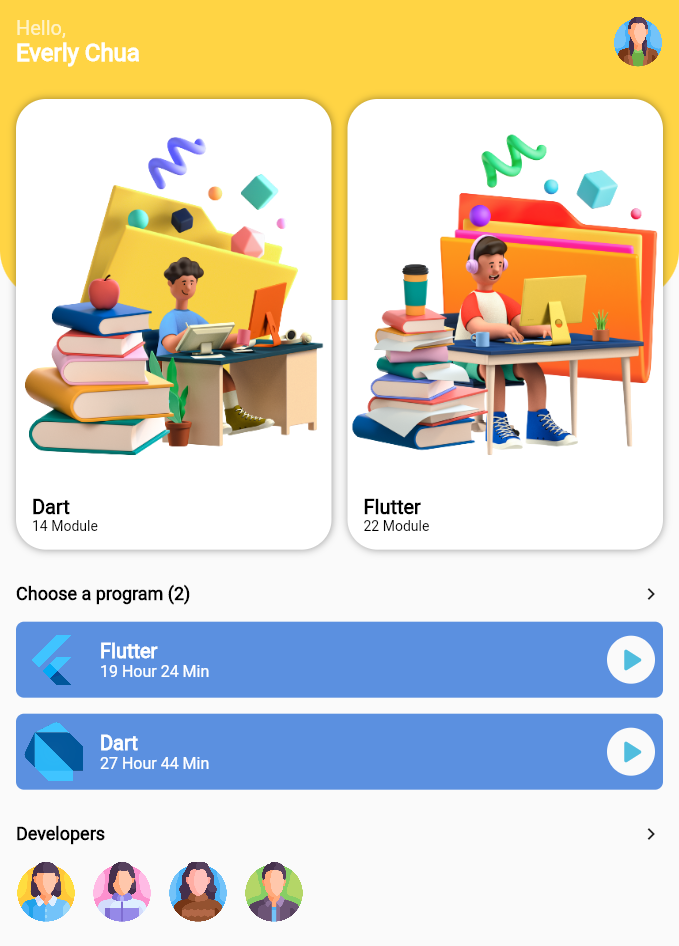 Hello,
Everly Chua
Dart
14 Module
Flutter
22 Module
Choose a program (2)
Flutter
19 Hour 24 Min
Dart
27 Hour 44 Min
Developers